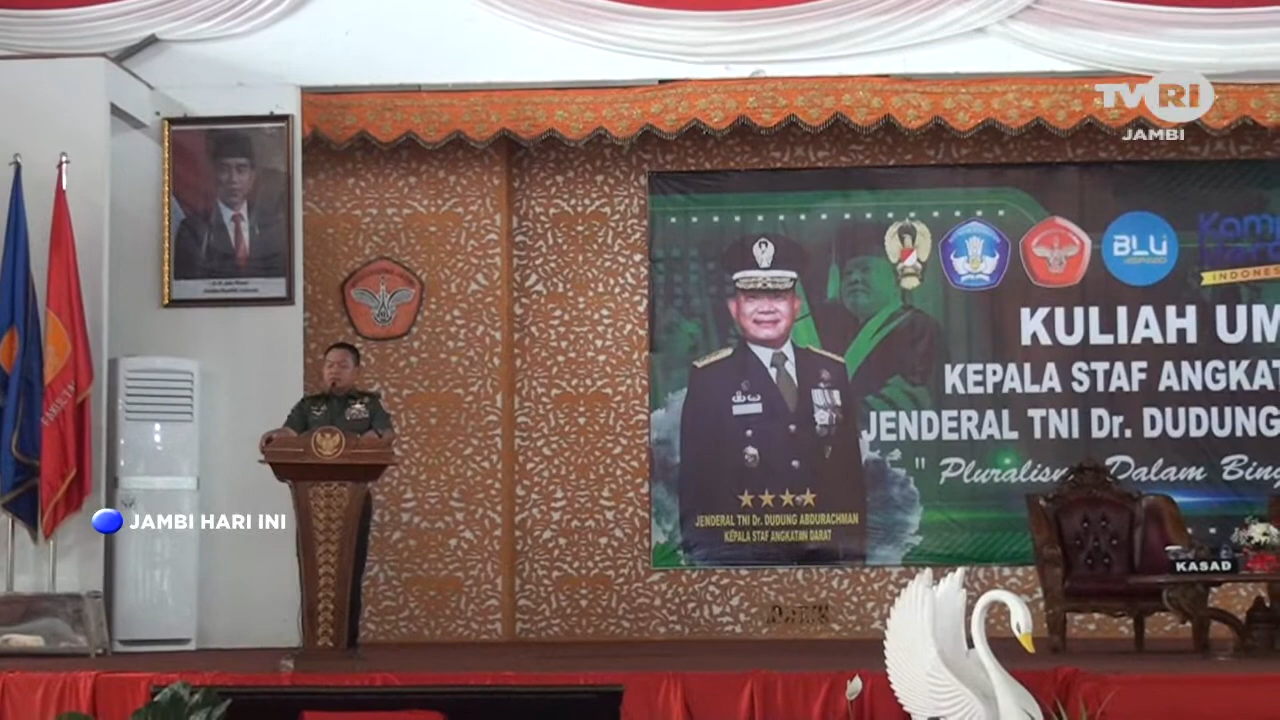 TVRI
JAMBI
BLU
Kamp
INDONES
KULIAH UM
KEPALA STAF ANGKAT
JENDERAL TNI Dr. DUDUNG
" Pluralism Dalam Bing
JENDERAL TNI Dr. DUDUNG ABDURACHMAN
KEPALA STAF ANGKATAN DARAT
KASAD
JAMBI HARI INI